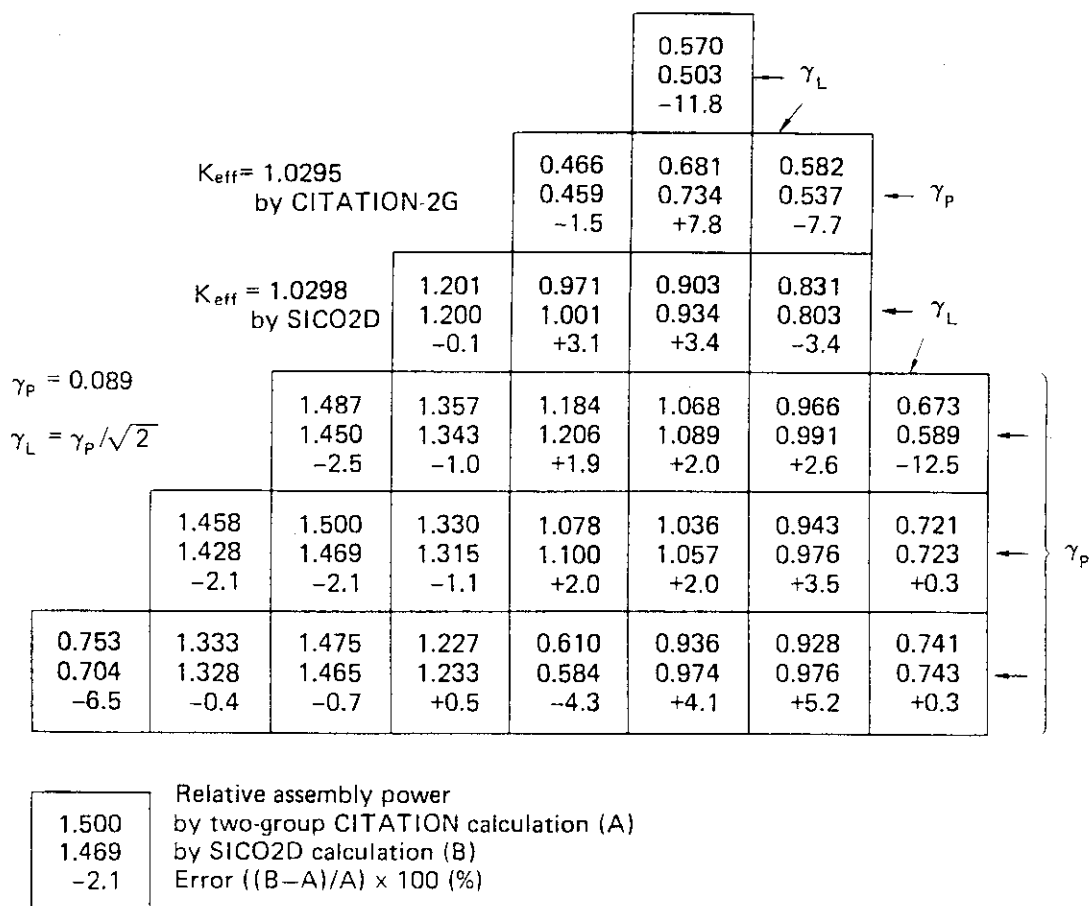 0.570
0.503 ← γL
−11.8
Keff= 1.0295 0.466 0.681 0.582
by CITATION-2G 0.459 0.734 0.537 ← γP
−1.5 +7.8 −7.7
Keff = 1.0298 1.201 0.971 0.903 0.831
by SICO2D 1.200 1.001 0.934 0.803 ← γL
−0.1 +3.1 +3.4 −3.4
γP = 0.089
γL = γP/√2
1.487 1.357 1.184 1.068 0.966 0.673
1.450 1.343 1.206 1.089 0.991 0.589
−2.5 −1.0 +1.9 +2.0 +2.6 −12.5
1.458 1.500 1.330 1.078 1.036 0.943 0.721
1.428 1.469 1.315 1.100 1.057 0.976 0.723 γP
−2.1 −2.1 −1.1 +2.0 +2.0 +3.5 +0.3
0.753 1.333 1.475 1.227 0.610 0.936 0.928 0.741
0.704 1.328 1.465 1.233 0.584 0.974 0.976 0.743
−6.5 −0.4 −0.7 +0.5 −4.3 +4.1 +5.2 +0.3
Relative assembly power
1.500 by two-group CITATION calculation (A)
1.469 by SICO2D calculation (B)
−2.1 Error ((B−A)/A) x 100 (%)